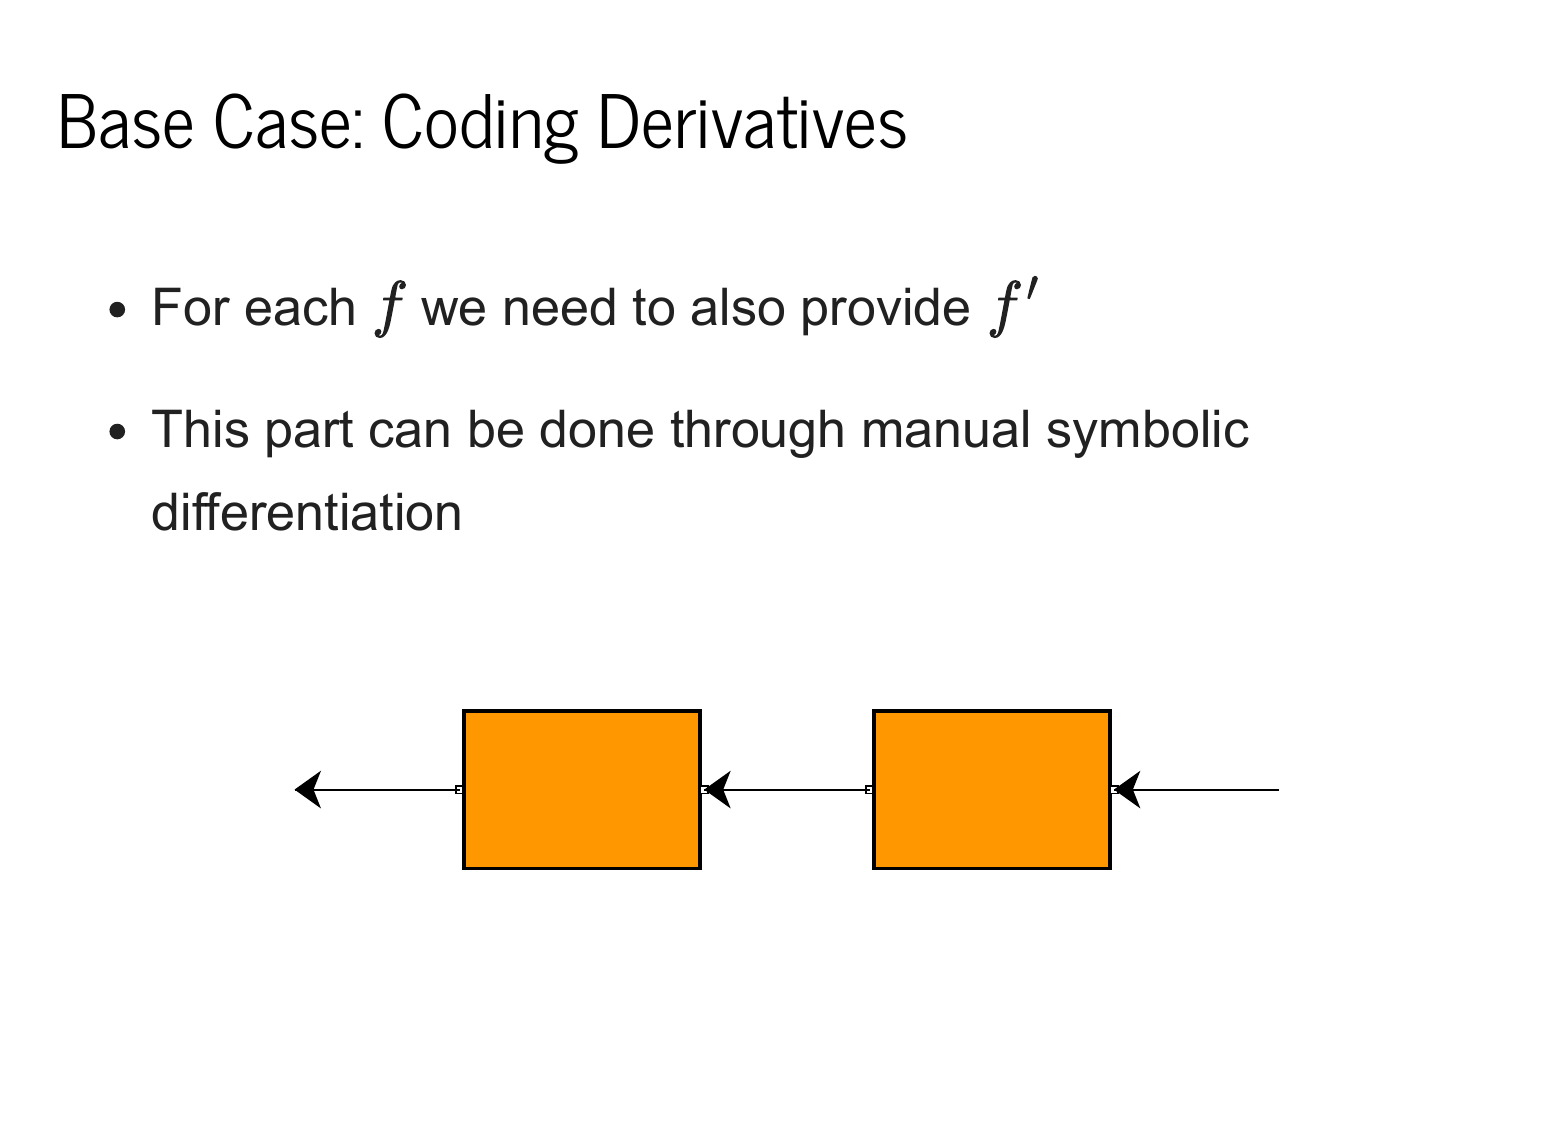 Base Case: Coding Derivatives
• For each f we need to also provide f′
• This part can be done through manual symbolic
differentiation